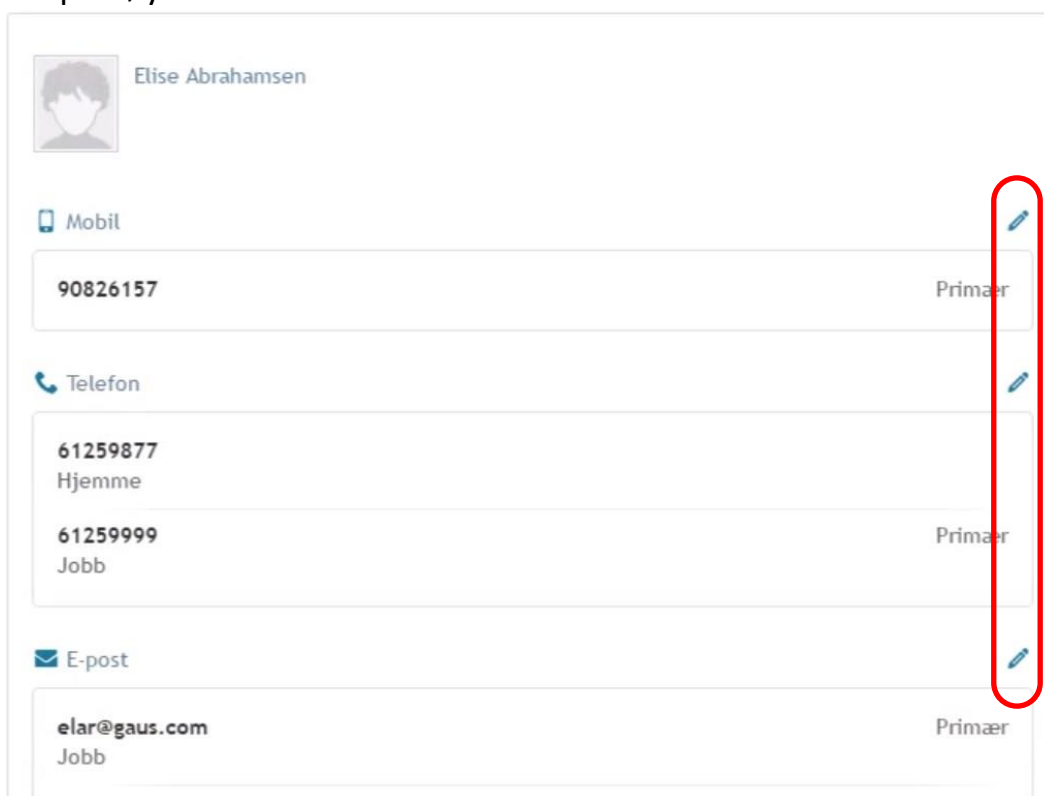 Elise Abrahamsen
Mobil
90826157 Primær
Telefon
61259877
Hjemme
61259999 Primær
Jobb
E-post
elar@gaus.com Primær
Jobb